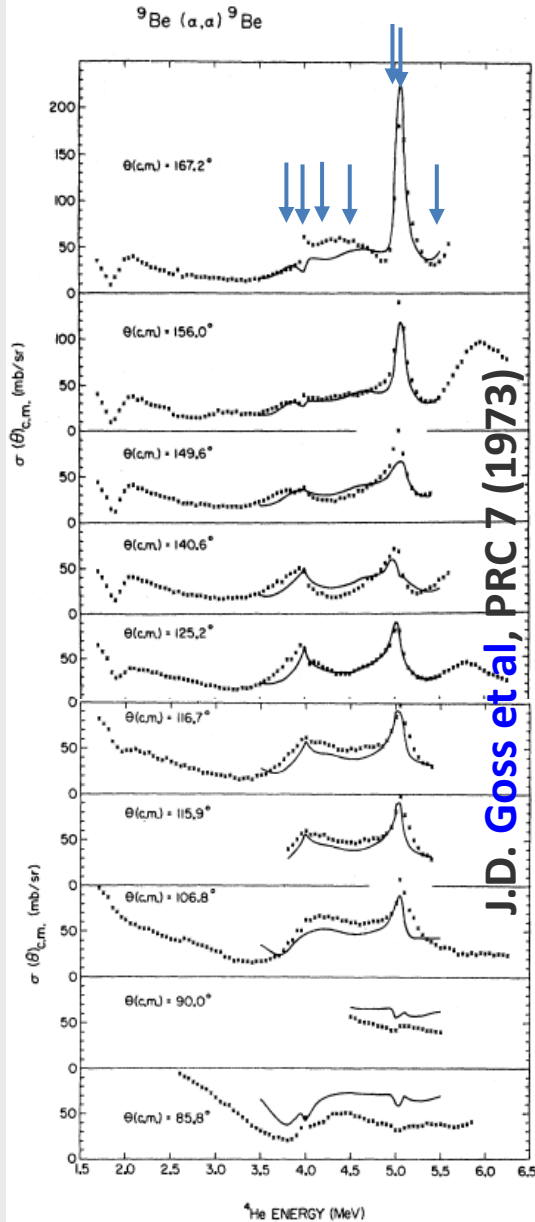 ⁹Be (α,α) ⁹Be
200
150
θ(c.m.) = 167.2°
100
50
0
100
θ(c.m.) = 156.0°
50
0
θ(c.m.) = 149.6°
50
0
θ(c.m.) = 140.6°
50
0
θ(c.m.) = 125.2°
50
θ(c.m.) = 116.7°
50
0
θ(c.m.) = 115.9°
50
0
θ(c.m.) = 106.8°
50
0
θ(c.m.) = 90.0°
50
0
50
θ(c.m.) = 85.8°
0
1.5 2.0 2.5 3.0 3.5 4.0 4.5 5.0 5.5 6.0 6.5
⁴He ENERGY (MeV)
σ (θ)c.m. (mb/sr)
σ (θ)c.m. (mb/sr)
J.D. Goss et al, PRC 7 (1973)